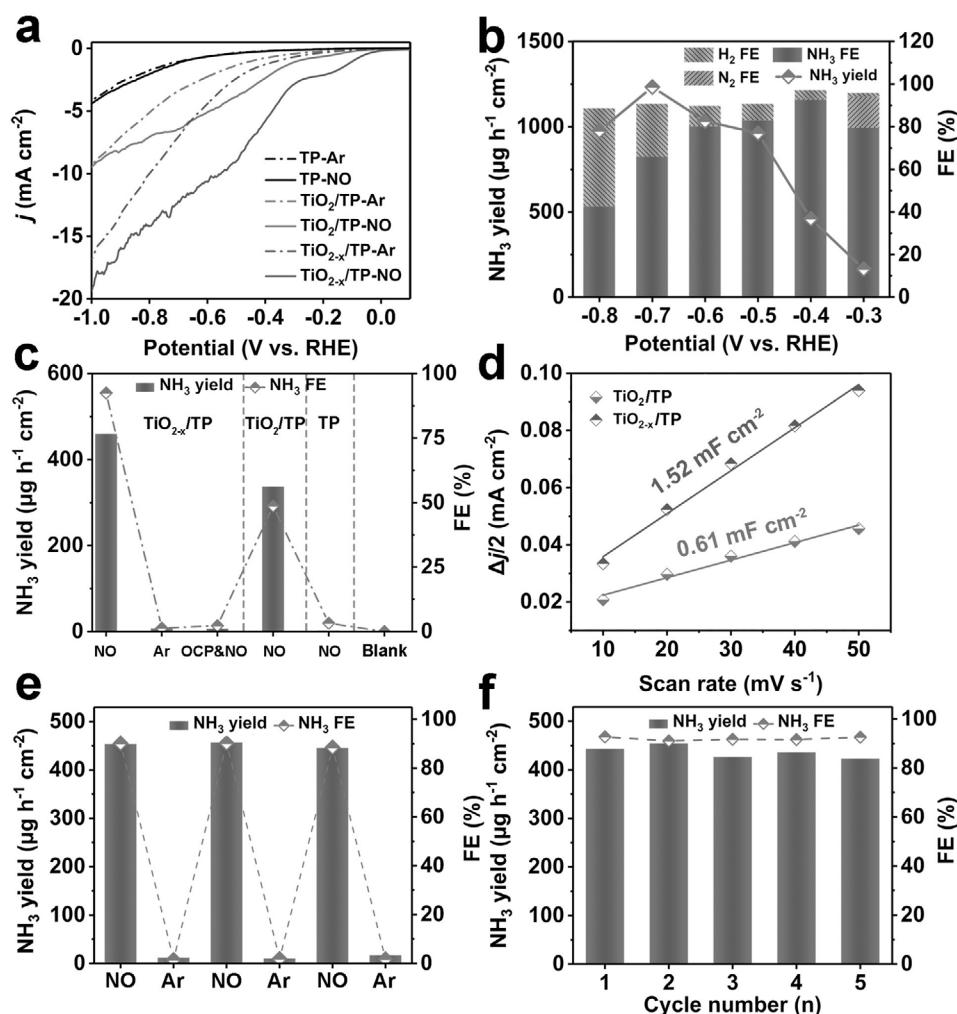 a
0
-5
-10
-15
-20
j (mA cm⁻²)
TP-Ar
TP-NO
TiO₂/TP-Ar
TiO₂/TP-NO
TiO₂₋ₓ/TP-Ar
TiO₂₋ₓ/TP-NO
-1.0 -0.8 -0.6 -0.4 -0.2 0.0
Potential (V vs. RHE)
b
1500
1000
500
0
NH₃ yield (µg h⁻¹ cm⁻²)
H₂ FE NH₃ FE
N₂ FE NH₃ yield
120
100
80
60
40
20
0
FE (%)
-0.8 -0.7 -0.6 -0.5 -0.4 -0.3
Potential (V vs. RHE)
c
600
400
200
0
NH₃ yield (µg h⁻¹ cm⁻²)
NH₃ yield NH₃ FE
TiO₂₋ₓ/TP TiO₂/TP TP
100
75
50
25
0
FE (%)
NO Ar OCP&NO NO NO Blank
d
0.10
0.08
0.06
0.04
0.02
Δj/2 (mA cm⁻²)
TiO₂/TP
TiO₂₋ₓ/TP
1.52 mF cm⁻²
0.61 mF cm⁻²
10 20 30 40 50
Scan rate (mV s⁻¹)
e
500
400
300
200
100
0
NH₃ yield (µg h⁻¹ cm⁻²)
NH₃ yield NH₃ FE
100
80
60
40
20
0
FE (%)
NO Ar NO Ar NO Ar
f
500
400
300
200
100
0
NH₃ yield (µg h⁻¹ cm⁻²)
NH₃ yield NH₃ FE
100
80
60
40
20
0
FE (%)
1 2 3 4 5
Cycle number (n)